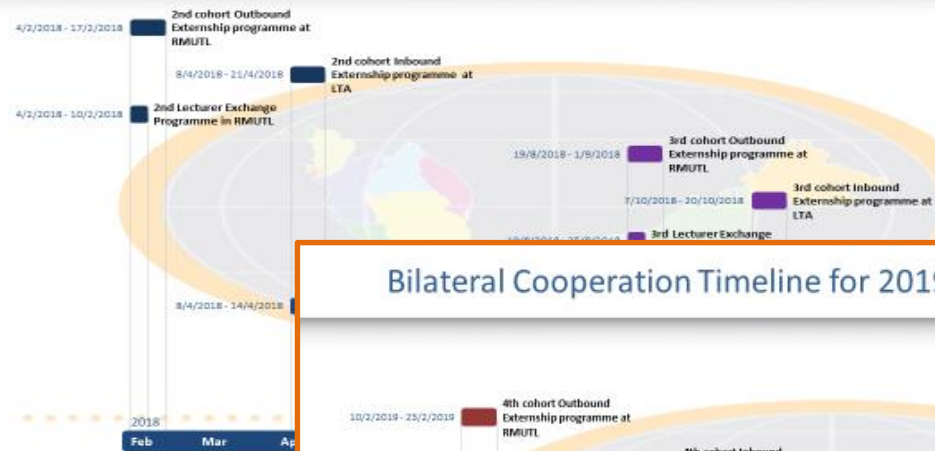 2nd cohort Outbound
4/2/2018 - 17/2/2018 Externship programme at
RMUTL
2nd cohort Inbound
8/4/2018 - 21/4/2018 Externship programme at
LTA
4/2/2018 - 10/2/2018 2nd Lecturer Exchange
Programme in RMUTL
3rd cohort Outbound
19/8/2018 - 1/9/2018 Externship programme at
RMUTL
3rd cohort Inbound
7/10/2018 - 20/10/2018 Externship programme at
LTA
3rd Lecturer Exchange
8/4/2018 - 14/4/2018
2018
Feb Mar Ap
Bilateral Cooperation Timeline for 2019
4th cohort Outbound
10/2/2019 - 23/2/2019 Externship programme at
RMUTL